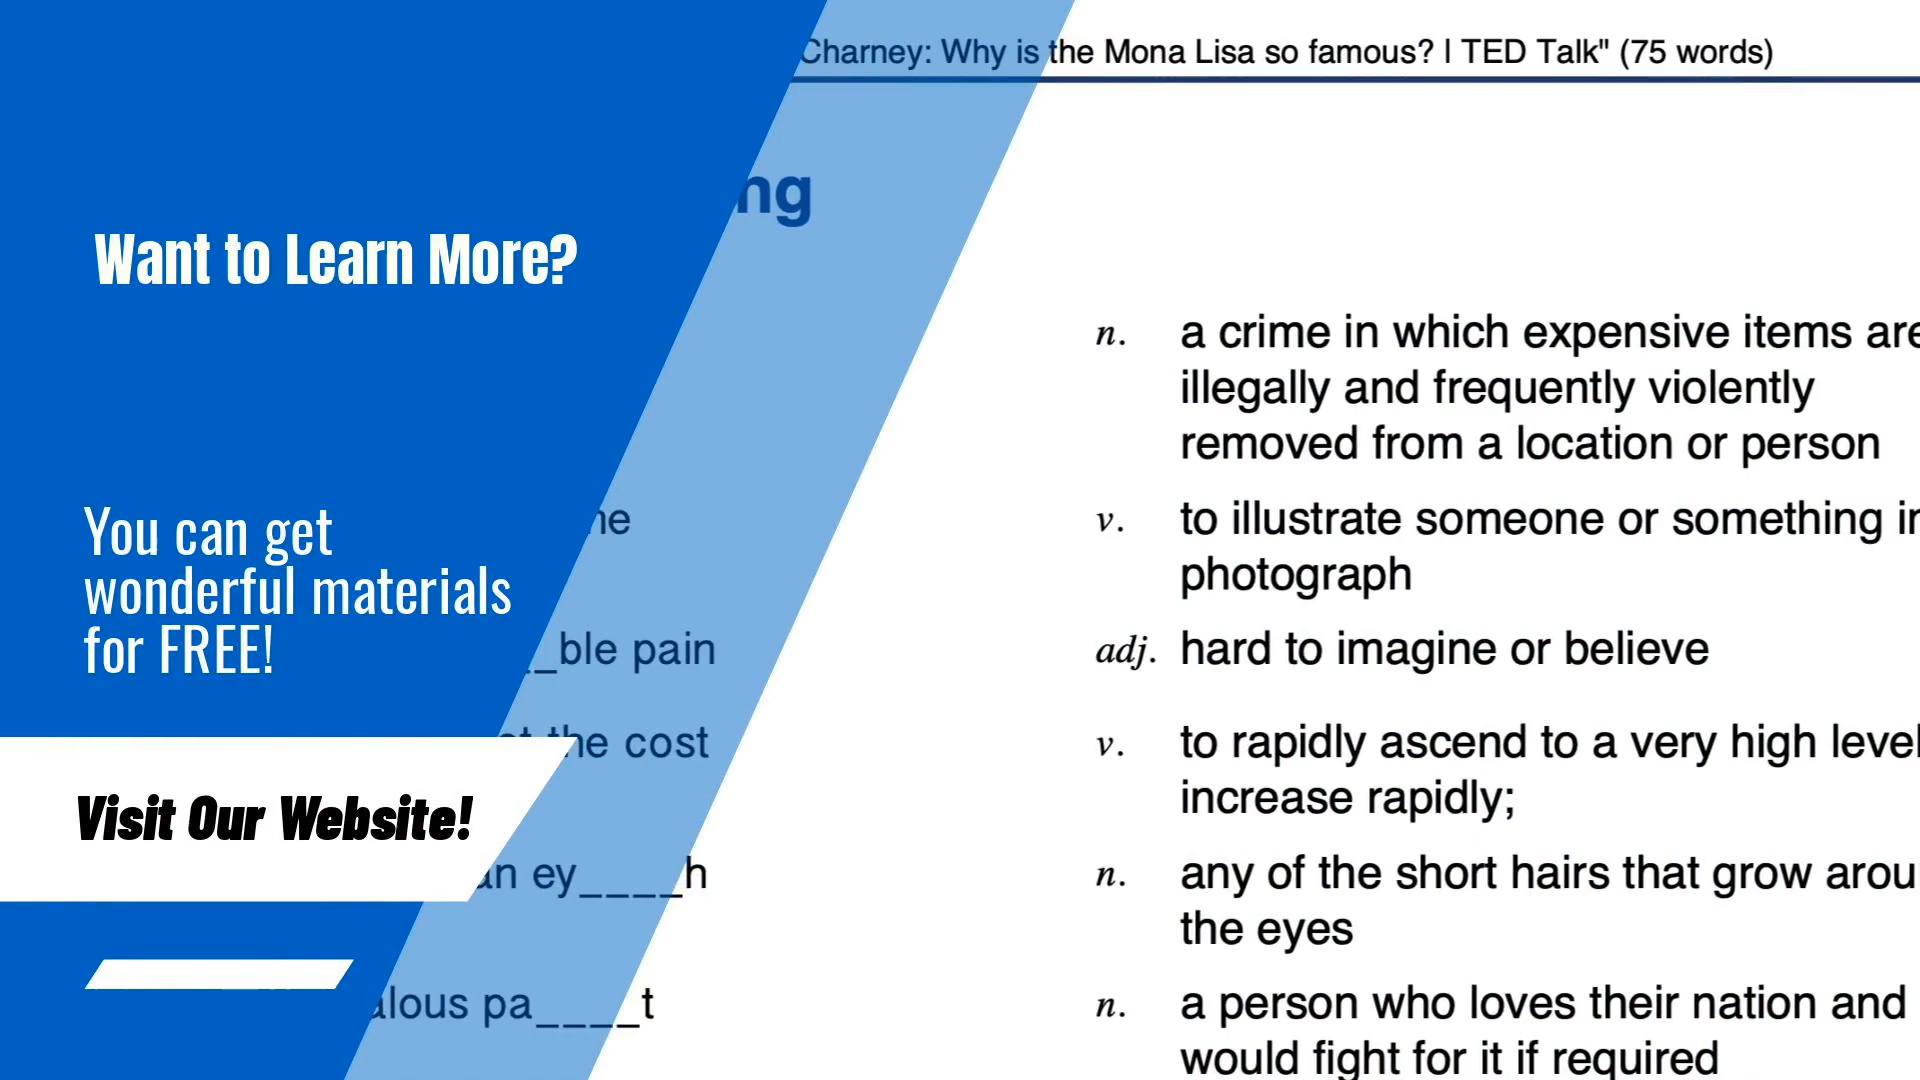 Charney: Why is the Mona Lisa so famous? | TED Talk" (75 words)
Want to Learn More?
You can get
wonderful materials
for FREE!
Visit Our Website!
ng
n. a crime in which expensive items are
illegally and frequently violently
removed from a location or person
v. to illustrate someone or something in
photograph
____ble pain adj. hard to imagine or believe
the cost v. to rapidly ascend to a very high level
increase rapidly;
an ey____h n. any of the short hairs that grow arou
the eyes
alous pa____t n. a person who loves their nation and
would fight for it if required